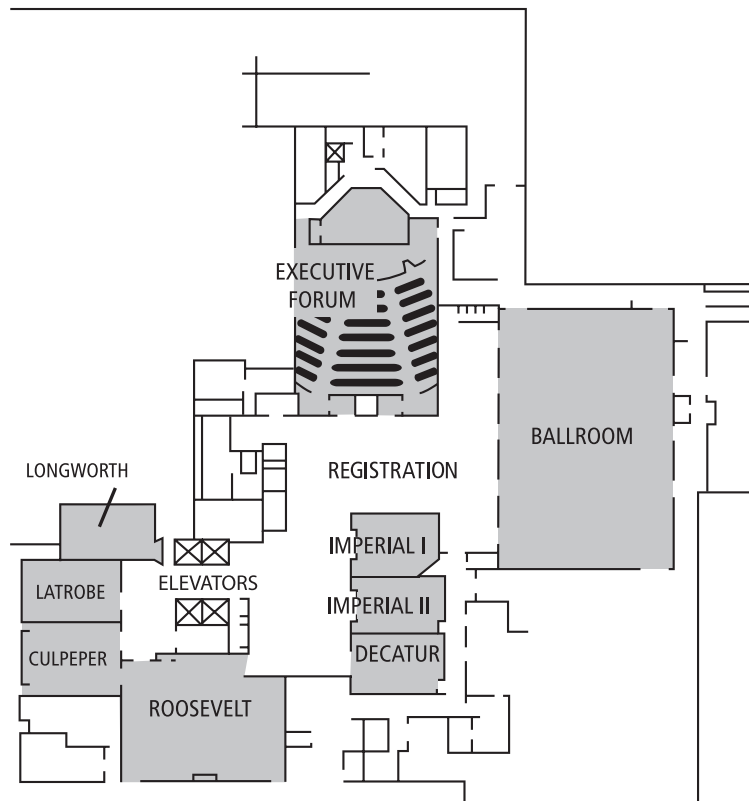 EXECUTIVE
FORUM
BALLROOM
LONGWORTH
REGISTRATION
IMPERIAL I
ELEVATORS
LATROBE
IMPERIAL II
CULPEPER
DECATUR
ROOSEVELT